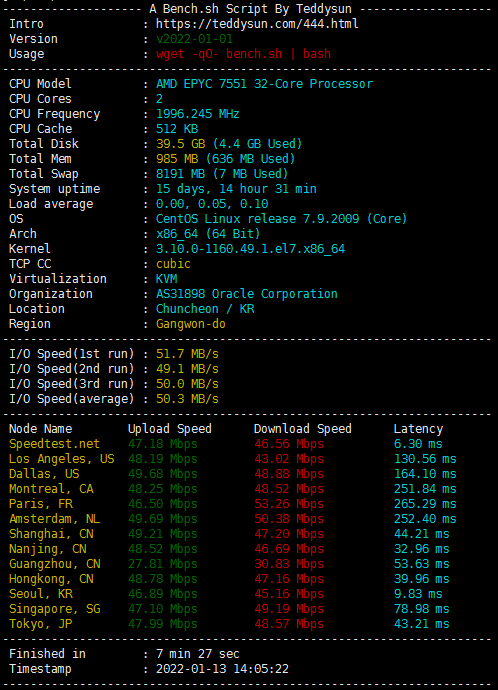 -------------------- A Bench.sh Script By Teddysun -------------------
 Intro              : https://teddysun.com/444.html
 Version            : v2022-01-01
 Usage              : wget -qO- bench.sh | bash
----------------------------------------------------------------------
 CPU Model          : AMD EPYC 7551 32-Core Processor
 CPU Cores          : 2
 CPU Frequency      : 1996.245 MHz
 CPU Cache          : 512 KB
 Total Disk         : 39.5 GB (4.4 GB Used)
 Total Mem          : 985 MB (636 MB Used)
 Total Swap         : 8191 MB (7 MB Used)
 System uptime      : 15 days, 14 hour 31 min
 Load average       : 0.00, 0.05, 0.10
 OS                 : CentOS Linux release 7.9.2009 (Core)
 Arch               : x86_64 (64 Bit)
 Kernel             : 3.10.0-1160.49.1.el7.x86_64
 TCP CC             : cubic
 Virtualization     : KVM
 Organization       : AS31898 Oracle Corporation
 Location           : Chuncheon / KR
 Region             : Gangwon-do
----------------------------------------------------------------------
 I/O Speed(1st run) : 51.7 MB/s
 I/O Speed(2nd run) : 49.1 MB/s
 I/O Speed(3rd run) : 50.0 MB/s
 I/O Speed(average) : 50.3 MB/s
----------------------------------------------------------------------
 Node Name        Upload Speed      Download Speed      Latency
 Speedtest.net    47.18 Mbps        46.56 Mbps          6.30 ms
 Los Angeles, US  48.19 Mbps        43.02 Mbps          130.56 ms
 Dallas, US       49.68 Mbps        48.88 Mbps          164.10 ms
 Montreal, CA     48.25 Mbps        48.52 Mbps          251.84 ms
 Paris, FR        46.50 Mbps        53.26 Mbps          265.29 ms
 Amsterdam, NL    49.69 Mbps        50.38 Mbps          252.40 ms
 Shanghai, CN     49.21 Mbps        47.20 Mbps          44.21 ms
 Nanjing, CN      48.52 Mbps        46.69 Mbps          32.96 ms
 Guangzhou, CN    27.81 Mbps        30.83 Mbps          53.63 ms
 Hongkong, CN     48.78 Mbps        47.16 Mbps          39.96 ms
 Seoul, KR        46.89 Mbps        45.16 Mbps          9.83 ms
 Singapore, SG    47.10 Mbps        49.19 Mbps          78.98 ms
 Tokyo, JP        47.99 Mbps        48.57 Mbps          43.21 ms
----------------------------------------------------------------------
 Finished in        : 7 min 27 sec
 Timestamp          : 2022-01-13 14:05:22
----------------------------------------------------------------------